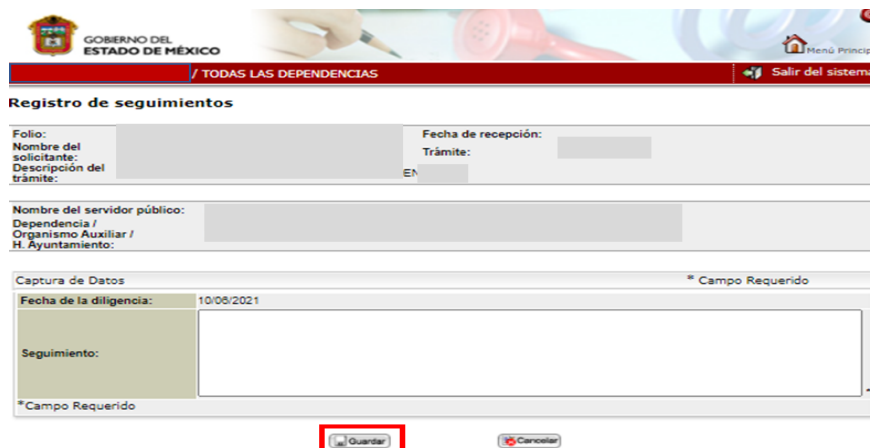 GOBIERNO DEL
ESTADO DE MÉXICO
Menú Princip
/ TODAS LAS DEPENDENCIAS
Salir del sistema
Registro de seguimientos
Folio:
Fecha de recepción:
Nombre del
solicitante:
Trámite:
Descripción del
trámite:
EN
Nombre del servidor público:
Dependencia /
Organismo Auxiliar /
H. Ayuntamiento:
Captura de Datos
* Campo Requerido
Fecha de la diligencia:
10/06/2021
Seguimiento:
*Campo Requerido
Guardar
Cancelar